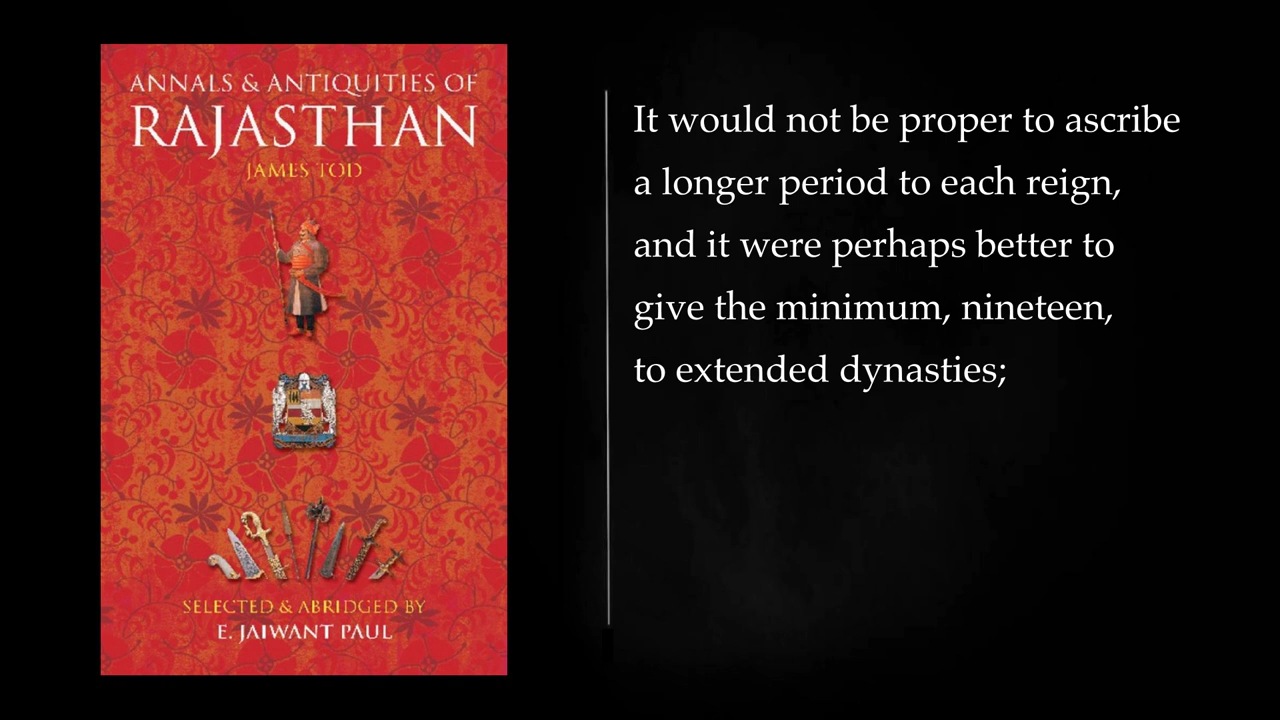 ANNALS & ANTIQUITIES OF
RAJASTHAN
JAMES TOD
SELECTED & ABRIDGED BY
E. JAIWANT PAUL
It would not be proper to ascribe
a longer period to each reign,
and it were perhaps better to
give the minimum, nineteen,
to extended dynasties;